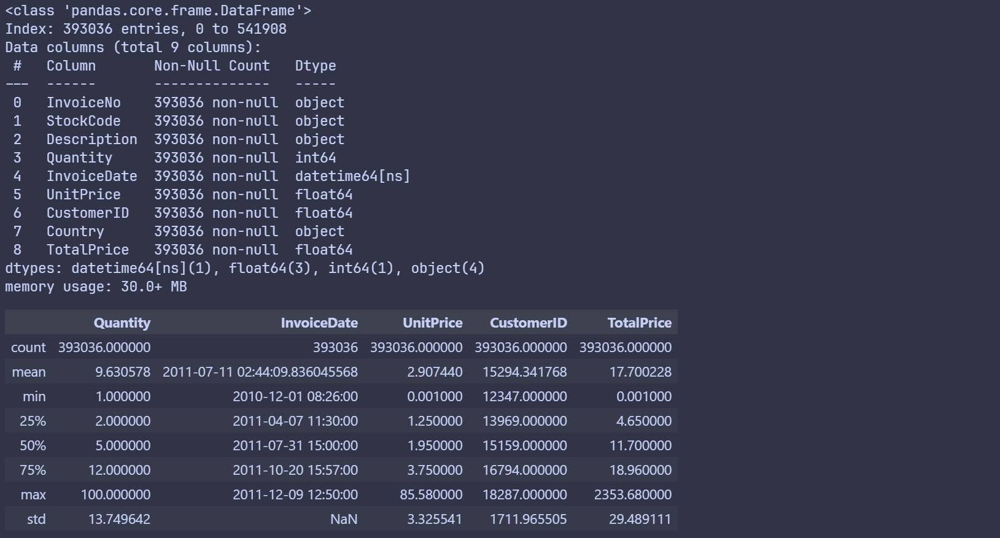 <class 'pandas.core.frame.DataFrame'>
Index: 393036 entries, 0 to 541908
Data columns (total 9 columns):
 #   Column       Non-Null Count   Dtype
---  ------       --------------   -----
 0   InvoiceNo    393036 non-null  object
 1   StockCode    393036 non-null  object
 2   Description  393036 non-null  object
 3   Quantity     393036 non-null  int64
 4   InvoiceDate  393036 non-null  datetime64[ns]
 5   UnitPrice    393036 non-null  float64
 6   CustomerID   393036 non-null  float64
 7   Country      393036 non-null  object
 8   TotalPrice   393036 non-null  float64
dtypes: datetime64[ns](1), float64(3), int64(1), object(4)
memory usage: 30.0+ MB
Quantity InvoiceDate UnitPrice CustomerID TotalPrice
count 393036.000000 393036 393036.000000 393036.000000 393036.000000
mean 9.630578 2011-07-11 02:44:09.836045568 2.907440 15294.341768 17.700228
min 1.000000 2010-12-01 08:26:00 0.001000 12347.000000 0.001000
25% 2.000000 2011-04-07 11:30:00 1.250000 13969.000000 4.650000
50% 5.000000 2011-07-31 15:00:00 1.950000 15159.000000 11.700000
75% 12.000000 2011-10-20 15:57:00 3.750000 16794.000000 18.960000
max 100.000000 2011-12-09 12:50:00 85.580000 18287.000000 2353.680000
std 13.749642 NaN 3.325541 1711.965505 29.489111